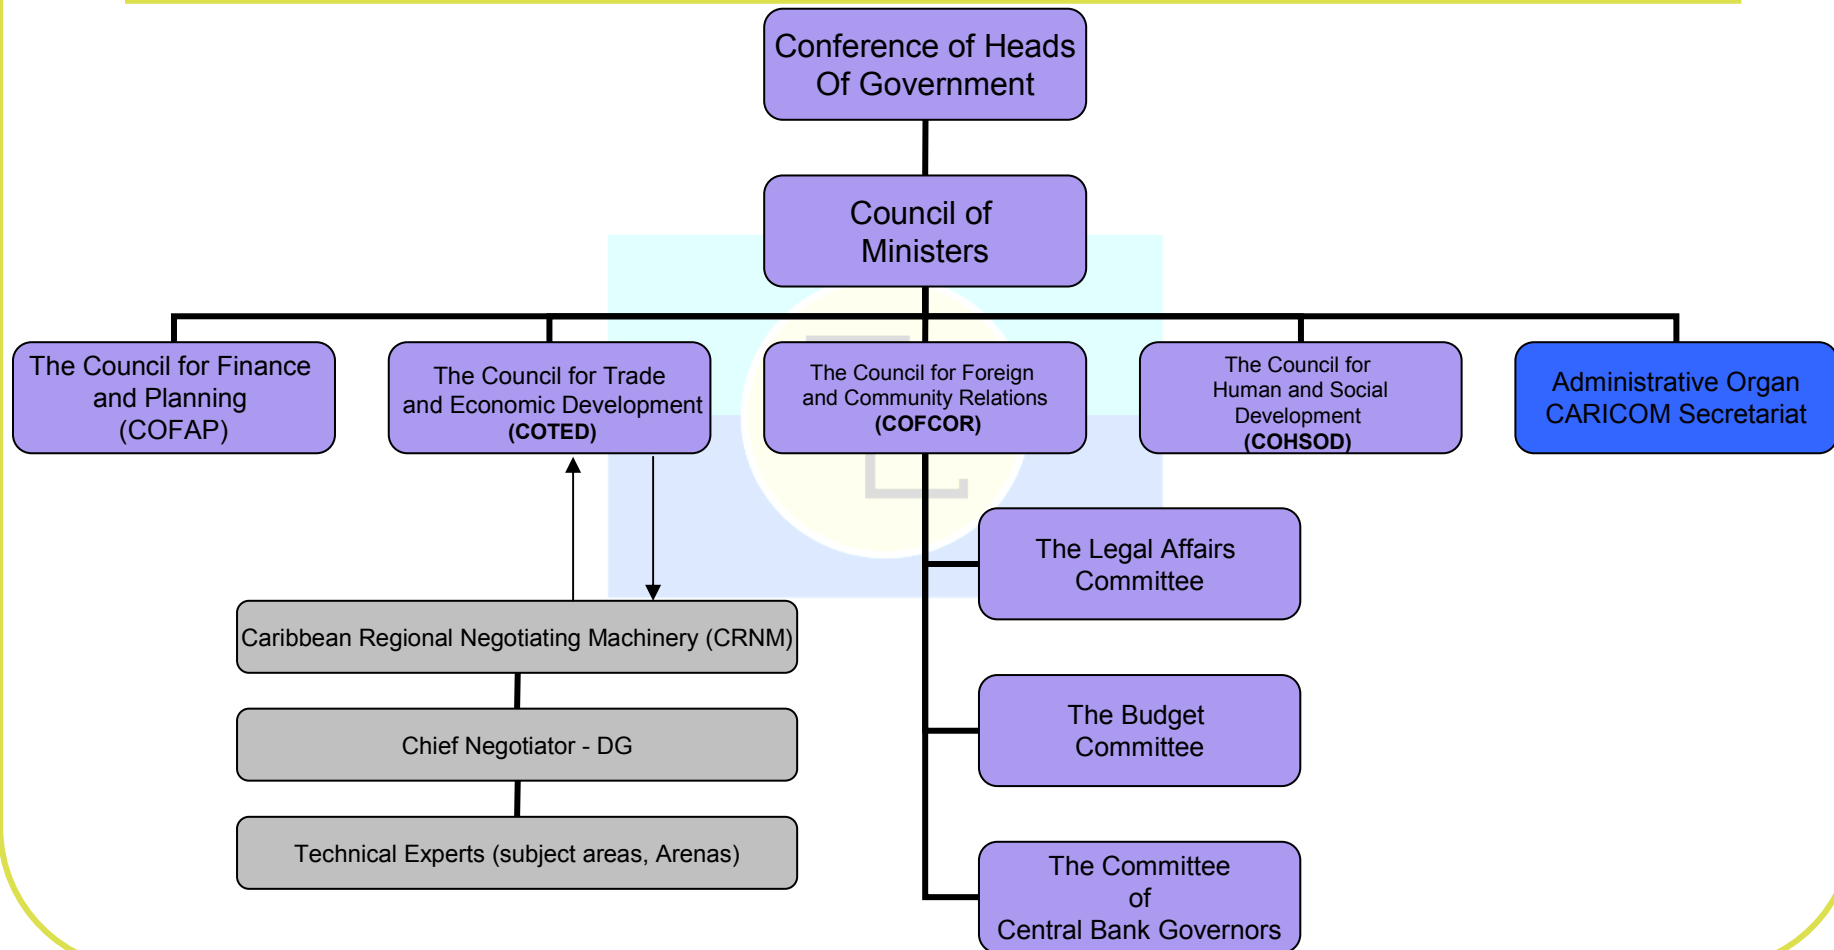 Conference of Heads
Of Government
Council of
Ministers
The Council for Finance
and Planning
(COFAP)
The Council for Trade
and Economic Development
(COTED)
The Council for Foreign
and Community Relations
(COFCOR)
The Council for
Human and Social
Development
(COHSOD)
Administrative Organ
CARICOM Secretariat
The Legal Affairs
Committee
Caribbean Regional Negotiating Machinery (CRNM)
The Budget
Committee
Chief Negotiator - DG
Technical Experts (subject areas, Arenas)
The Committee
of
Central Bank Governors